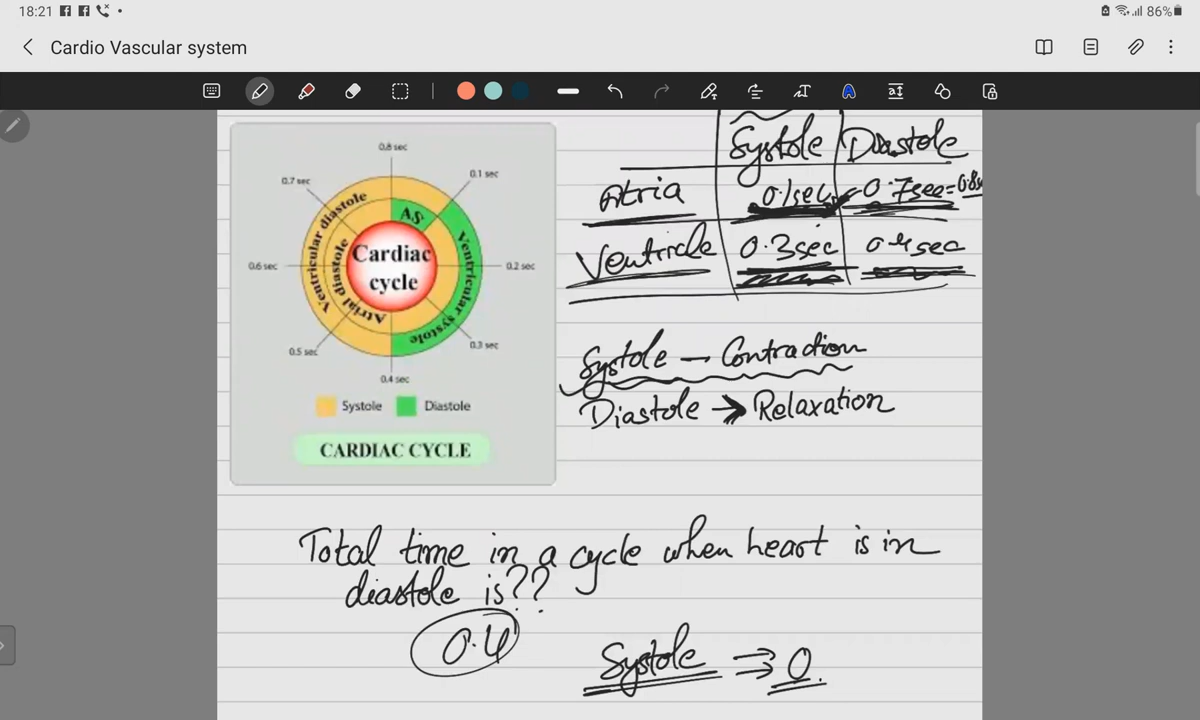 18:21
86%
Cardio Vascular system
Systole Diastole
Atria 0.1sec 0.7sec=0.8s
Ventricle 0.3sec 0.4sec
0.8 sec
0.7 sec
0.1 sec
0.6 sec
0.2 sec
0.5 sec
0.3 sec
0.4 sec
AS
Ventricular diastole
Atrial diastole
Ventricular systole
Cardiac
cycle
Systole Diastole
CARDIAC CYCLE
Systole – Contraction
Diastole → Relaxation
Total time in a cycle when heart is in
diastole is??
0.4
Systole ⇒ 0.